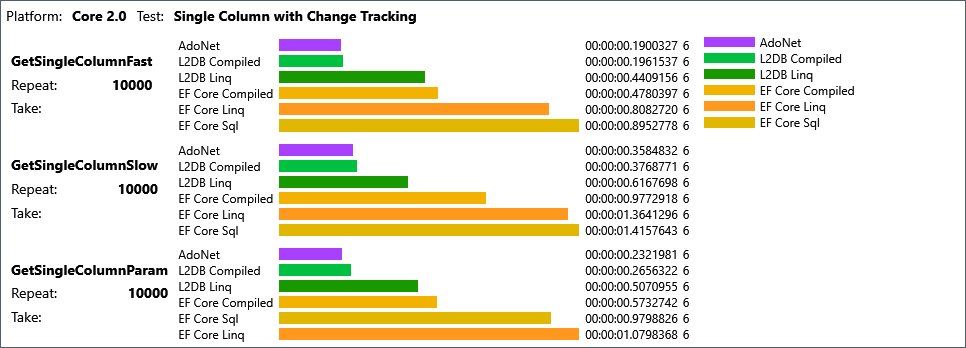 Platform: Core 2.0 Test: Single Column with Change Tracking
GetSingleColumnFast
Repeat: 10000
Take:
AdoNet 00:00:00.1900327 6
L2DB Compiled 00:00:00.1961537 6
L2DB Linq 00:00:00.4409156 6
EF Core Compiled 00:00:00.4780397 6
EF Core Linq 00:00:00.8082720 6
EF Core Sql 00:00:00.8952778 6
GetSingleColumnSlow
Repeat: 10000
Take:
AdoNet 00:00:00.3584832 6
L2DB Compiled 00:00:00.3768771 6
L2DB Linq 00:00:00.6167698 6
EF Core Compiled 00:00:00.9772918 6
EF Core Linq 00:00:01.3641296 6
EF Core Sql 00:00:01.4157643 6
GetSingleColumnParam
Repeat: 10000
Take:
AdoNet 00:00:00.2321981 6
L2DB Compiled 00:00:00.2656322 6
L2DB Linq 00:00:00.5070955 6
EF Core Compiled 00:00:00.5732742 6
EF Core Sql 00:00:00.9798826 6
EF Core Linq 00:00:01.0798368 6
AdoNet
L2DB Compiled
L2DB Linq
EF Core Compiled
EF Core Linq
EF Core Sql